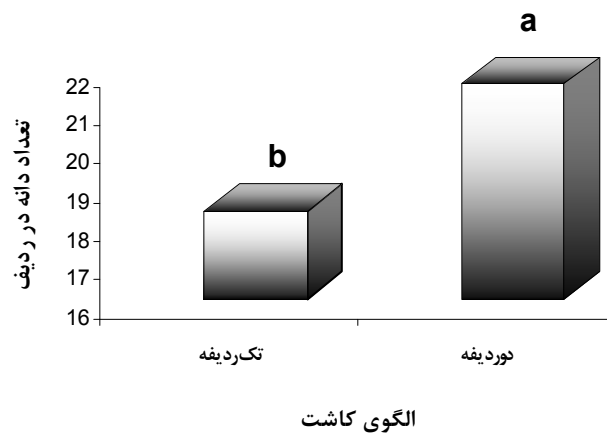 a
b
22
21
20
19
18
17
16
تعداد دانه در ردیف
تک‌ردیفه
دوردیفه
الگوی کاشت